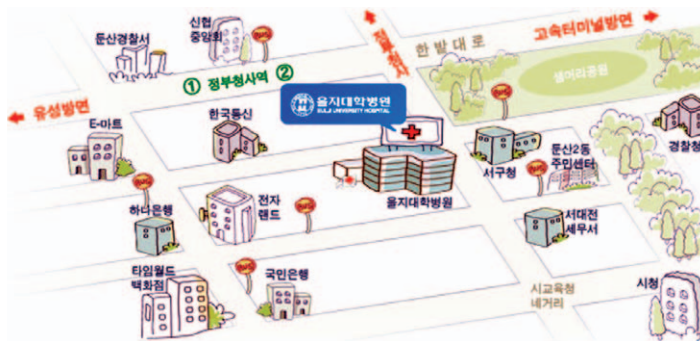 신협
중앙회
둔산경찰서
정부청사
한밭대로
고속터미널방면
샘머리공원
① 정부청사역 ②
유성방면
E-마트
한국통신
을지대학병원
EULJI UNIVERSITY HOSPITAL
경찰청
서구청
둔산2동
주민센터
하나은행
전자
랜드
을지대학병원
서대전
세무서
타임월드
백화점
국민은행
시교육청
네거리
시청